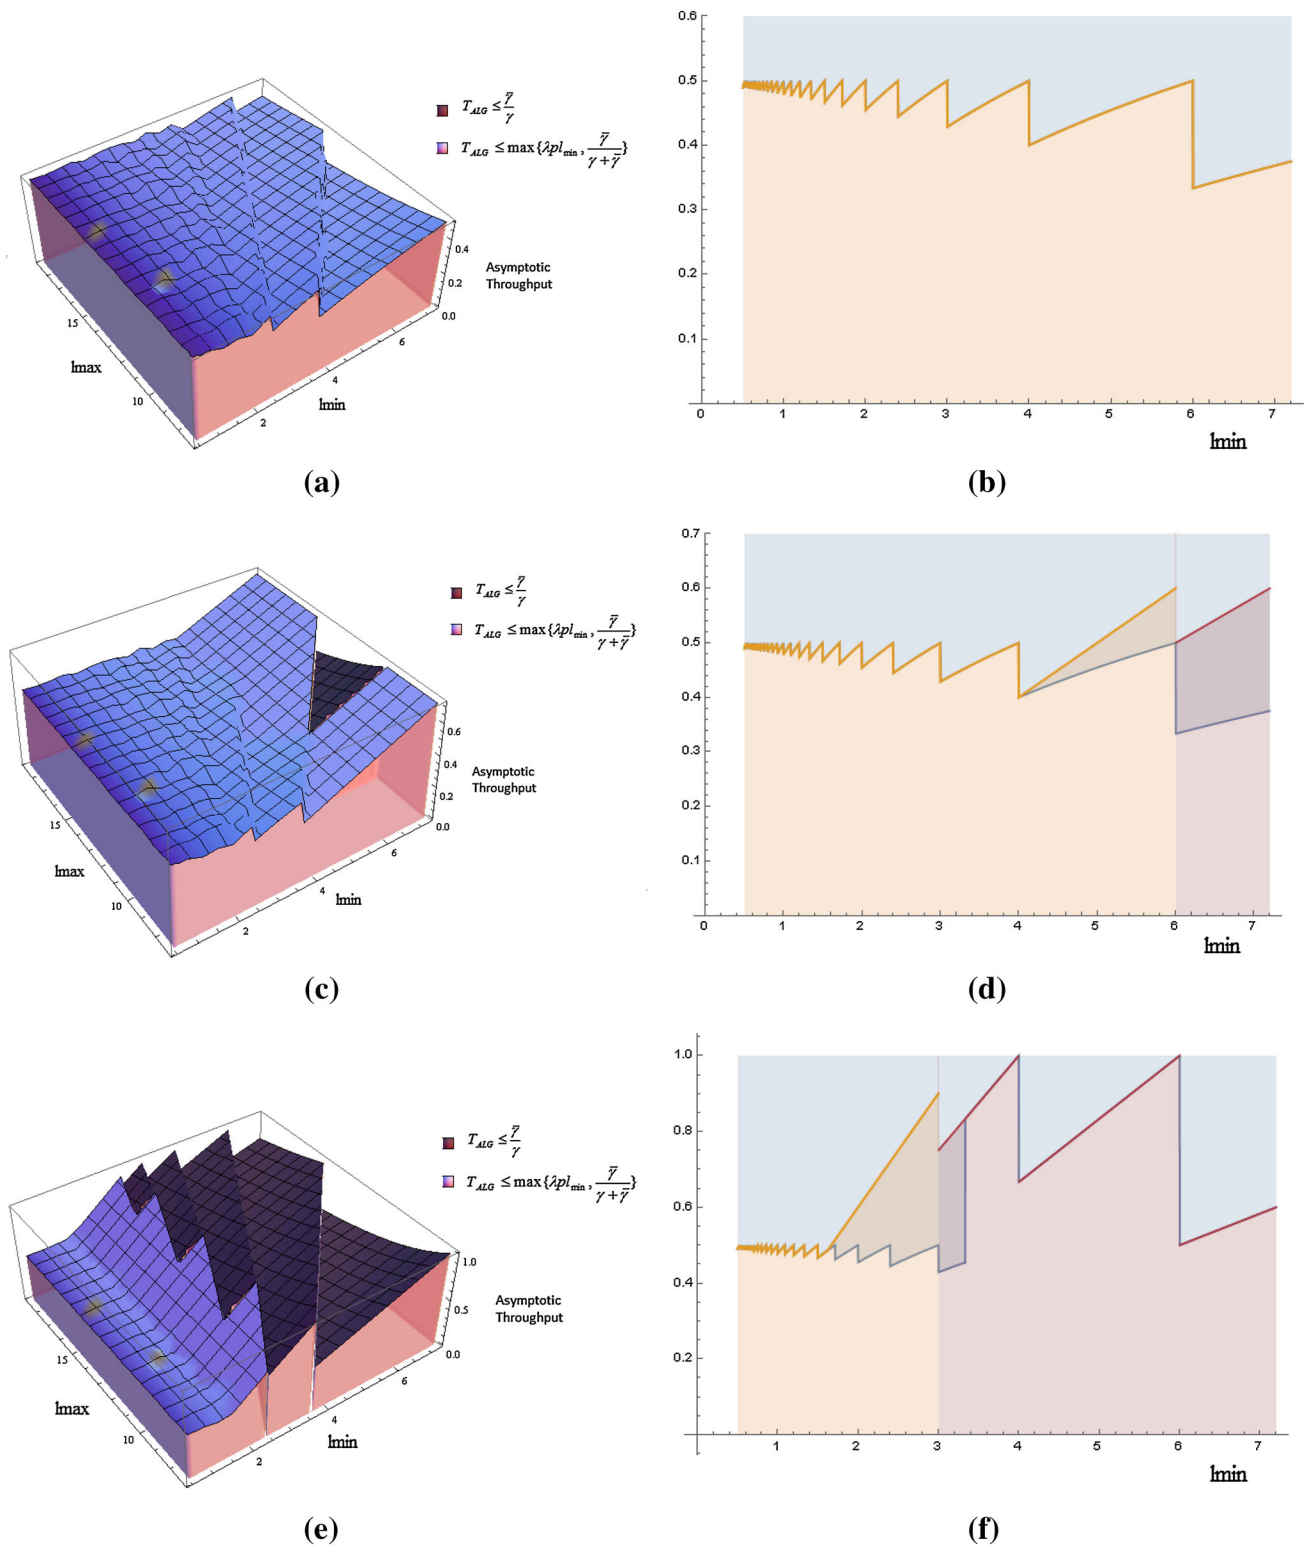 T_ALG ≤ γ̄/γ
T_ALG ≤ max{λpl_min, γ̄/(γ+γ̄)}
0.4
0.2
0.0
Asymptotic
Throughput
15
10
lmax
2
4
6
lmin
(a)
0.6
0.5
0.4
0.3
0.2
0.1
0 1 2 3 4 5 6 7
lmin
(b)
T_ALG ≤ γ̄/γ
T_ALG ≤ max{λpl_min, γ̄/(γ+γ̄)}
0.6
0.4
0.2
0.0
Asymptotic
Throughput
15
10
lmax
2
4
6
lmin
(c)
0.7
0.6
0.5
0.4
0.3
0.2
0.1
0 1 2 3 4 5 6 7
lmin
(d)
T_ALG ≤ γ̄/γ
T_ALG ≤ max{λpl_min, γ̄/(γ+γ̄)}
1.0
0.5
0.0
Asymptotic
Throughput
15
10
lmax
2
4
6
lmin
(e)
1.0
0.8
0.6
0.4
0.2
1 2 3 4 5 6 7
lmin
(f)